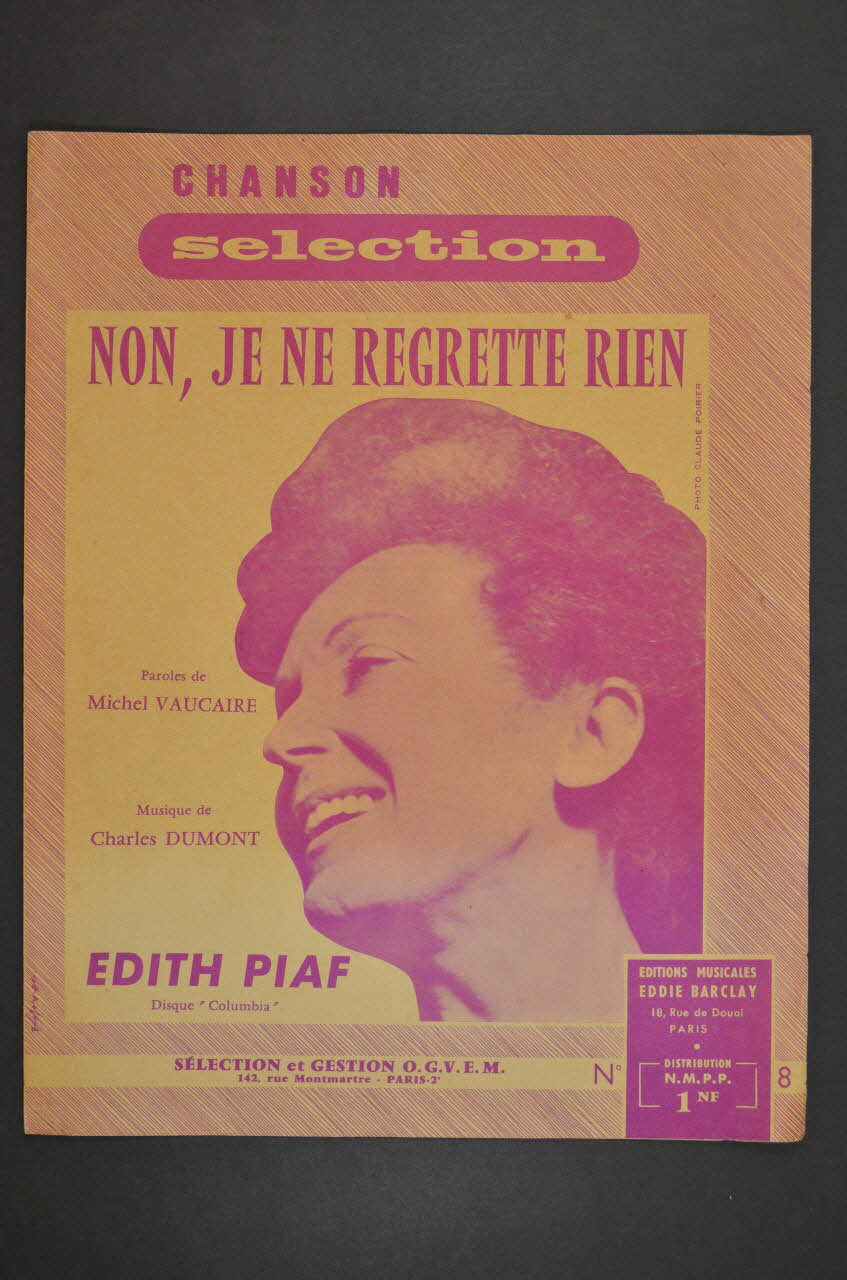 CHANSON
selection
NON, JE NE REGRETTE RIEN
PHOTO CLAUDE POIRIER
Paroles de
Michel VAUCAIRE
Musique de
Charles DUMONT
EDITH PIAF
Disque " Columbia "
SÉLECTION et GESTION O.G.V.E.M.
142, rue Montmartre - PARIS-2e
N° 8
EDITIONS MUSICALES
EDDIE BARCLAY
18, Rue de Douai
PARIS
•
DISTRIBUTION
N.M.P.P.
1 NF